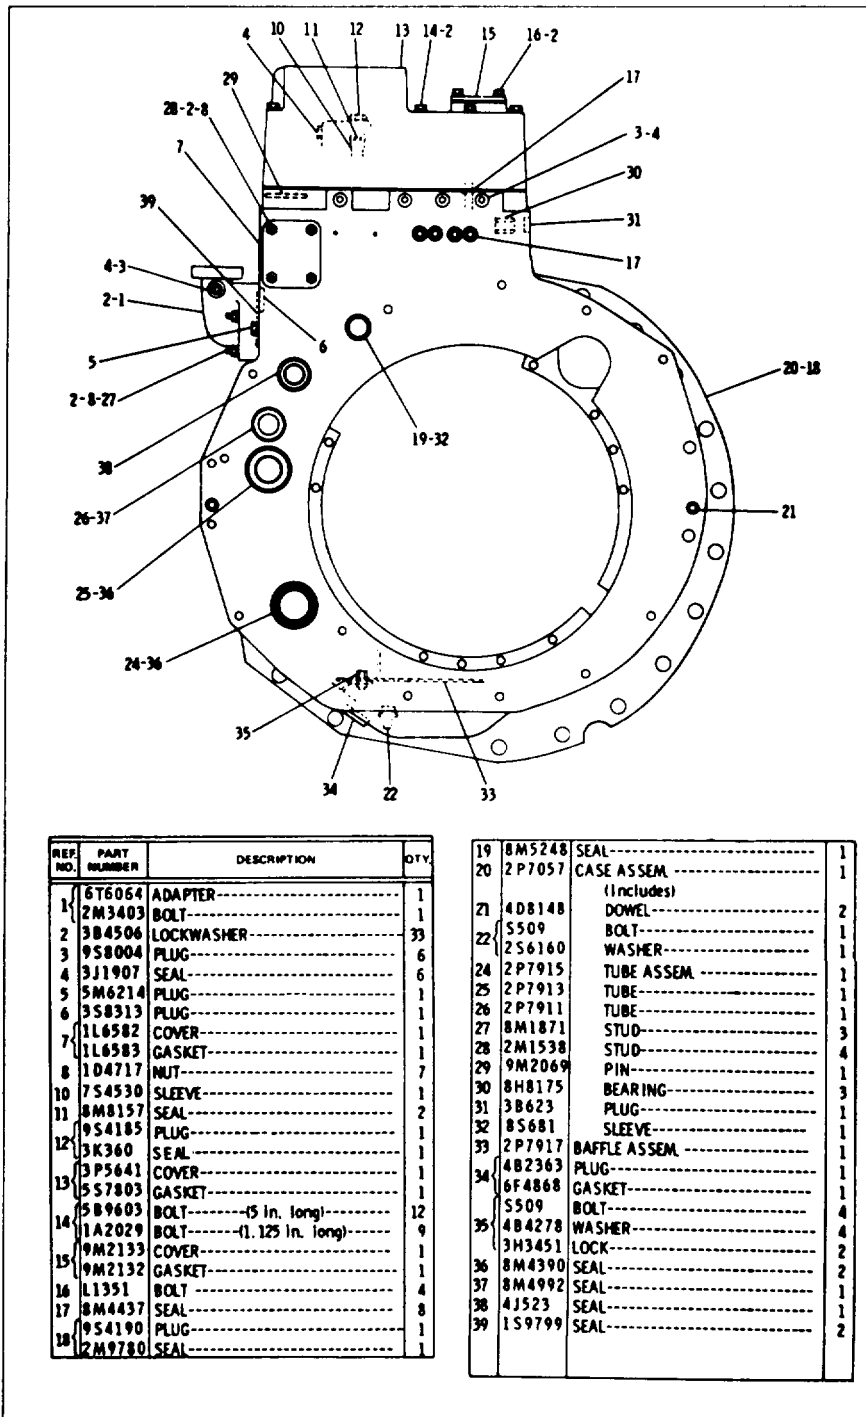 4 10 11 12 13 14-2 15 16-2
29 17
28-2-8
7 3-4
30
39 31
4-3 17
2-1
5 6
2-8-27 20-18
38 19-32
26-37
21
25-36
24-36
35
34 22 33
REF. NO. PART NUMBER DESCRIPTION QTY.
1{ 6T6064 ADAPTER 1
2M3403 BOLT 1
2 3B4506 LOCKWASHER 33
3 9S8004 PLUG 6
4 3J1907 SEAL 6
5 5M6214 PLUG 1
6 3S8313 PLUG 1
7{ 1L6582 COVER 1
1L6583 GASKET 1
8 1D4717 NUT 7
10 7S4530 SLEEVE 1
11 8M8157 SEAL 2
12{ 9S4185 PLUG 1
3K360 SEAL 1
13{ 3P5641 COVER 1
5S7803 GASKET 1
14{ 5B9603 BOLT (5 in. long) 12
1A2029 BOLT (1.125 in. long) 9
15{ 9M2133 COVER 1
9M2132 GASKET 1
16 L1351 BOLT 4
17 8M4437 SEAL 8
18{ 9S4190 PLUG 1
2M9780 SEAL 1
19 8M5248 SEAL 1
20 2P7057 CASE ASSEM 1
(Includes)
21 4D8148 DOWEL 2
22{ S509 BOLT 1
2S6160 WASHER 1
24 2P7915 TUBE ASSEM 1
25 2P7913 TUBE 1
26 2P7911 TUBE 1
27 8M1871 STUD 3
28 2M1538 STUD 4
29 9M2069 PIN 1
30 8H8175 BEARING 3
31 3B623 PLUG 1
32 8S681 SLEEVE 1
33 2P7917 BAFFLE ASSEM 1
34{ 4B2363 PLUG 1
6F4868 GASKET 1
35{ S509 BOLT 4
4B4278 WASHER 4
3H3451 LOCK 2
36 8M4390 SEAL 2
37 8M4992 SEAL 1
38 4J523 SEAL 1
39 1S9799 SEAL 2